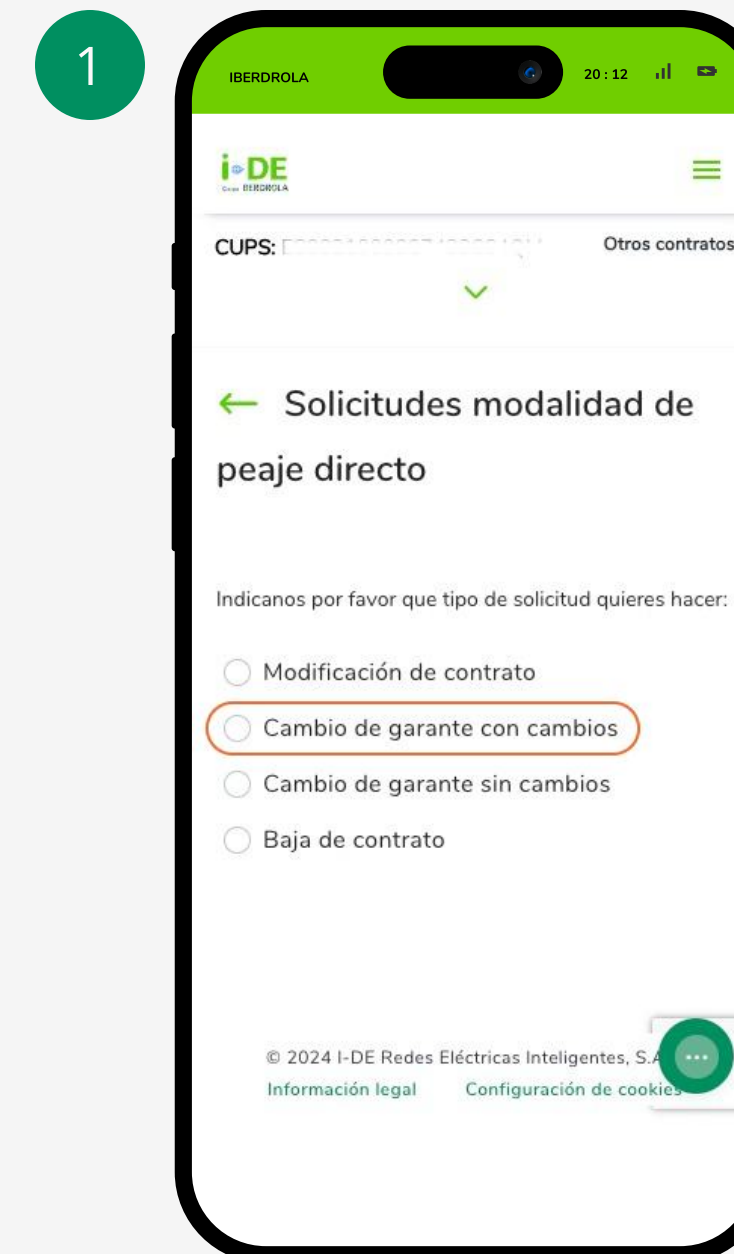 1
IBERDROLA
20:12
i-DE
Grupo IBERDROLA
CUPS:
Otros contratos
← Solicitudes modalidad de
peaje directo
Indicanos por favor que tipo de solicitud quieres hacer:
Modificación de contrato
Cambio de garante con cambios
Cambio de garante sin cambios
Baja de contrato
© 2024 I-DE Redes Eléctricas Inteligentes, S.A
Información legal Configuración de cookies